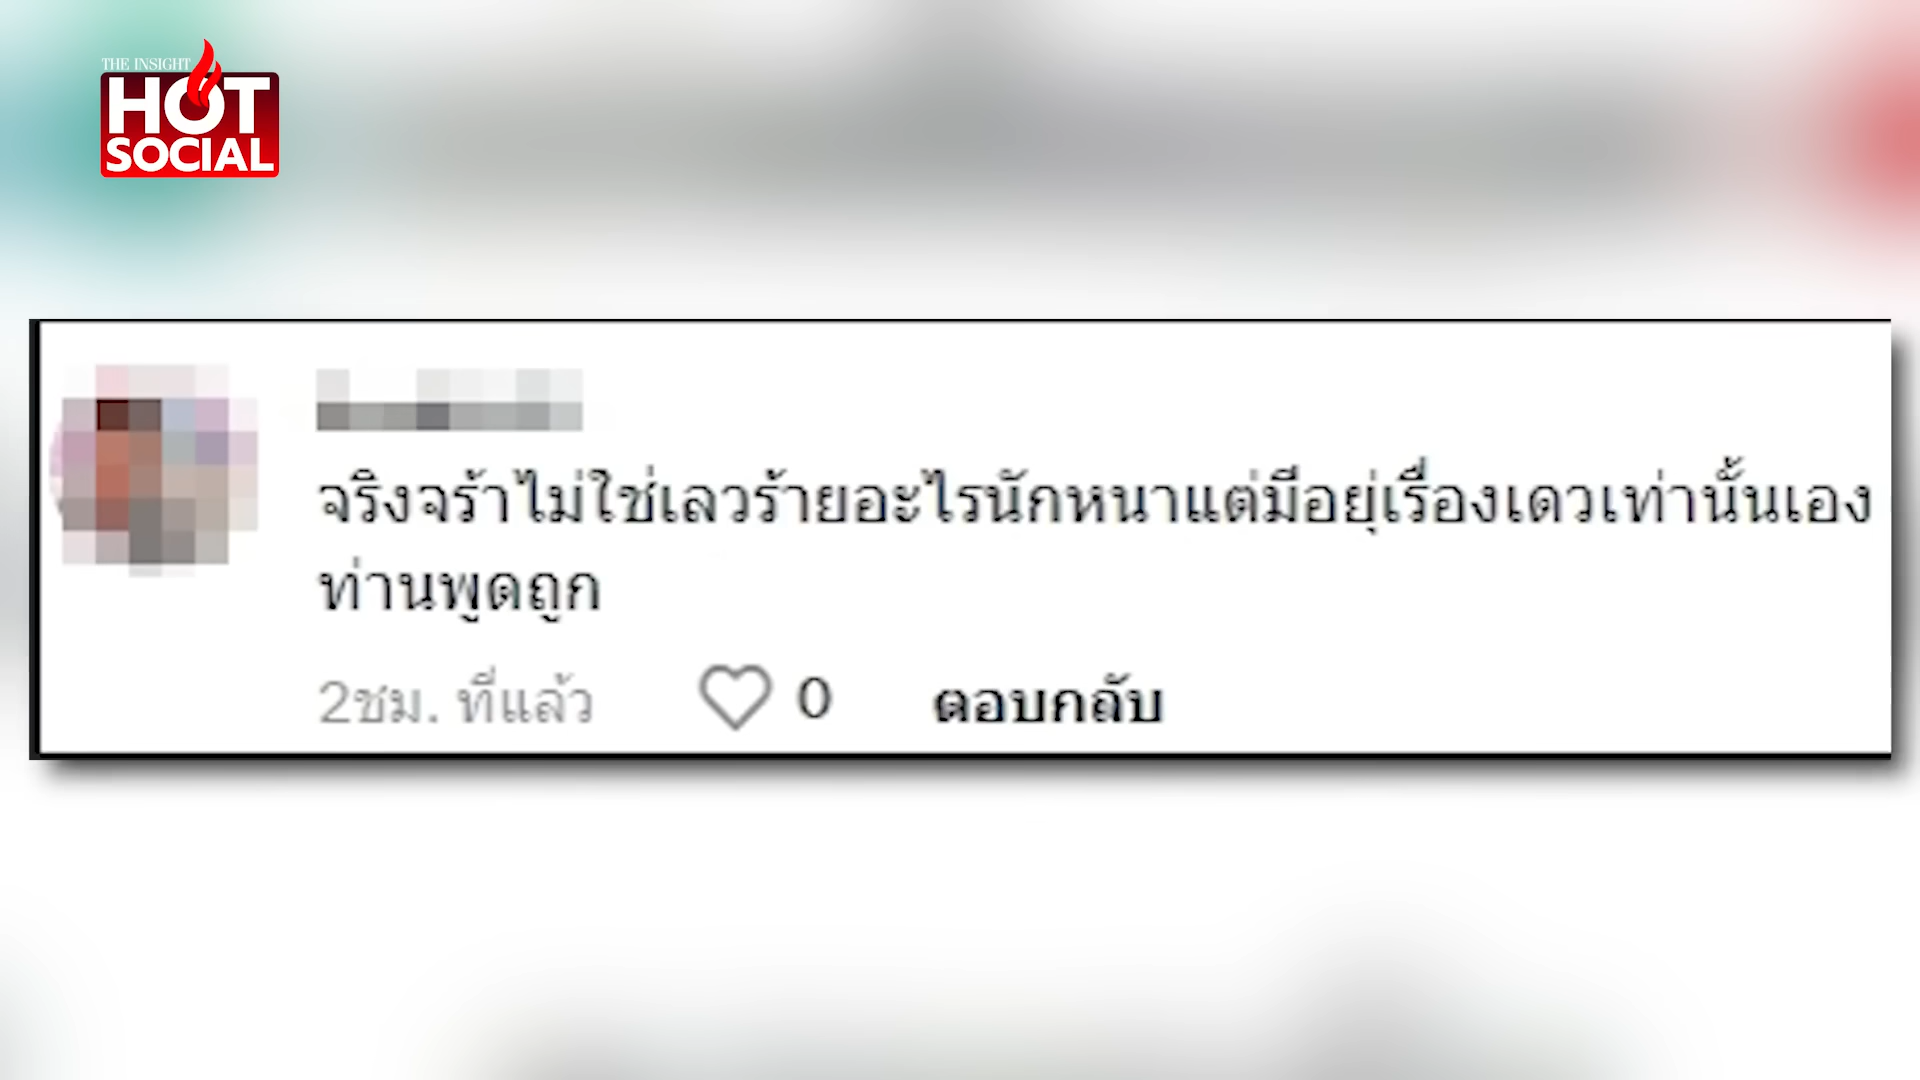 THE INSIGHT
HOT
SOCIAL
จริงจร้าไม่ใช่เลวร้ายอะไรนักหนาแต่มีอยุ่เรื่องเดวเท่านั้นเอง
ท่านพูดถูก
2ชม. ที่แล้ว 0 ตอบกลับ